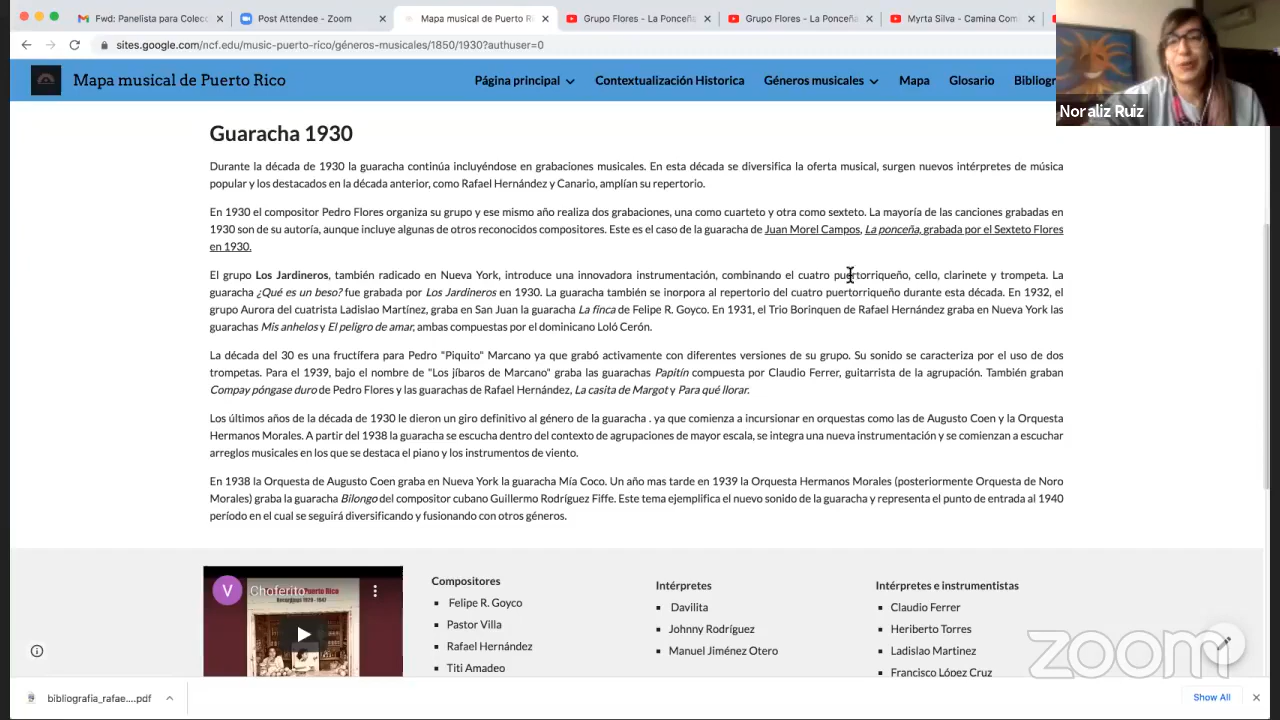 Fwd: Panelista para Colecc
Post Attendee - Zoom
Mapa musical de Puerto Ri
Grupo Flores - La Ponceña
Grupo Flores - La Ponceña
Myrta Silva - Camina Com
sites.google.com/ncf.edu/music-puerto-rico/géneros-musicales/1850/1930?authuser=0
Mapa musical de Puerto Rico
Página principal
Contextualización Historica
Géneros musicales
Mapa
Glosario
Bibliogr
Noraliz Ruiz
Guaracha 1930
Durante la década de 1930 la guaracha continúa incluyéndose en grabaciones musicales. En esta década se diversifica la oferta musical, surgen nuevos intérpretes de música
popular y los destacados en la década anterior, como Rafael Hernández y Canario, amplían su repertorio.
En 1930 el compositor Pedro Flores organiza su grupo y ese mismo año realiza dos grabaciones, una como cuarteto y otra como sexteto. La mayoría de las canciones grabadas en
1930 son de su autoría, aunque incluye algunas de otros reconocidos compositores. Este es el caso de la guaracha de Juan Morel Campos, La ponceña, grabada por el Sexteto Flores
en 1930.
El grupo Los Jardineros, también radicado en Nueva York, introduce una innovadora instrumentación, combinando el cuatro puertorriqueño, cello, clarinete y trompeta. La
guaracha ¿Qué es un beso? fue grabada por Los Jardineros en 1930. La guaracha también se inorpora al repertorio del cuatro puertorriqueño durante esta década. En 1932, el
grupo Aurora del cuatrista Ladislao Martínez, graba en San Juan la guaracha La finca de Felipe R. Goyco. En 1931, el Trio Borinquen de Rafael Hernández graba en Nueva York las
guarachas Mis anhelos y El peligro de amar, ambas compuestas por el dominicano Loló Cerón.
La década del 30 es una fructífera para Pedro "Piquito" Marcano ya que grabó activamente con diferentes versiones de su grupo. Su sonido se caracteriza por el uso de dos
trompetas. Para el 1939, bajo el nombre de "Los jíbaros de Marcano" graba las guarachas Papitín compuesta por Claudio Ferrer, guitarrista de la agrupación. También graban
Compay póngase duro de Pedro Flores y las guarachas de Rafael Hernández, La casita de Margot y Para qué llorar.
Los últimos años de la década de 1930 le dieron un giro definitivo al género de la guaracha . ya que comienza a incursionar en orquestas como las de Augusto Coen y la Orquesta
Hermanos Morales. A partir del 1938 la guaracha se escucha dentro del contexto de agrupaciones de mayor escala, se integra una nueva instrumentación y se comienzan a escuchar
arreglos musicales en los que se destaca el piano y los instrumentos de viento.
En 1938 la Orquesta de Augusto Coen graba en Nueva York la guaracha Mía Coco. Un año mas tarde en 1939 la Orquesta Hermanos Morales (posteriormente Orquesta de Noro
Morales) graba la guaracha Bilongo del compositor cubano Guillermo Rodríguez Fiffe. Este tema ejemplifica el nuevo sonido de la guaracha y representa el punto de entrada al 1940
período en el cual se seguirá diversificando y fusionando con otros géneros.
V
Choferito
Puerto Rico
Compositores
Felipe R. Goyco
Pastor Villa
Rafael Hernández
Titi Amadeo
Intérpretes
Davilita
Johnny Rodríguez
Manuel Jiménez Otero
Intérpretes e instrumentistas
Claudio Ferrer
Heriberto Torres
Ladislao Martinez
Francisco López Cruz
zoom
bibliografia_rafae....pdf
Show All